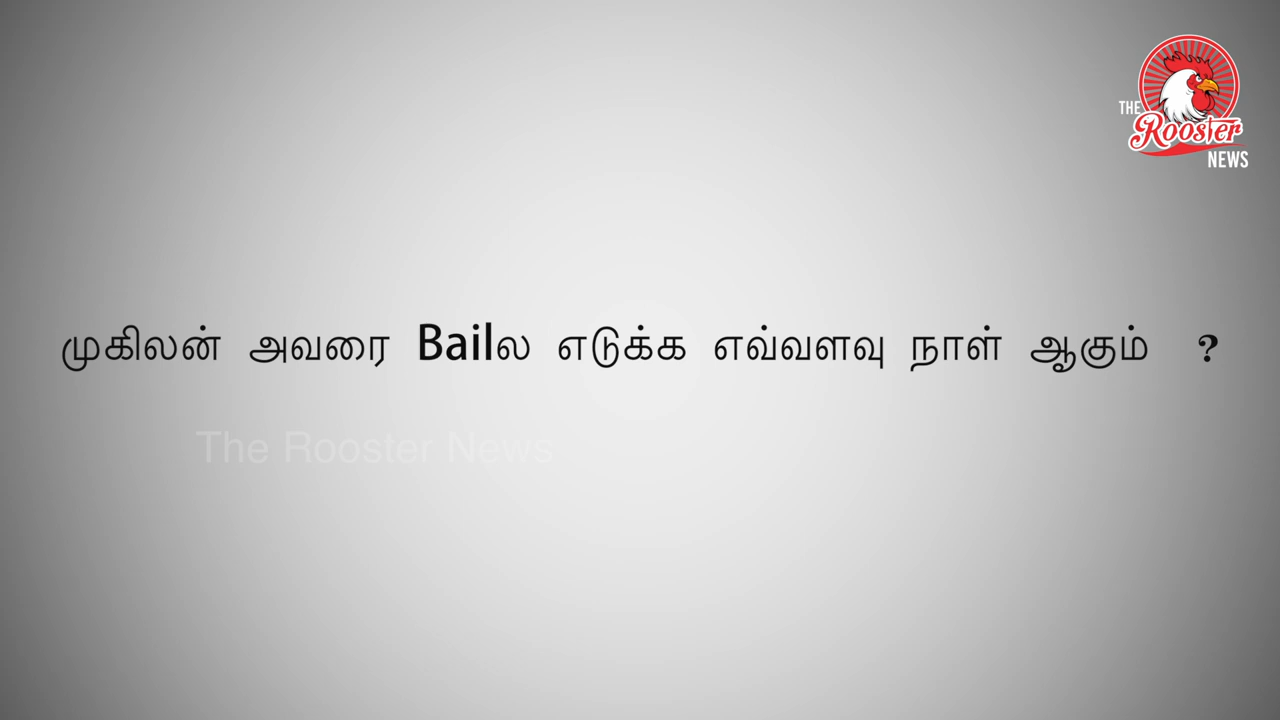 THE
Rooster
NEWS
முகிலன் அவரை Bailல எடுக்க எவ்வளவு நாள் ஆகும் ?
The Rooster News